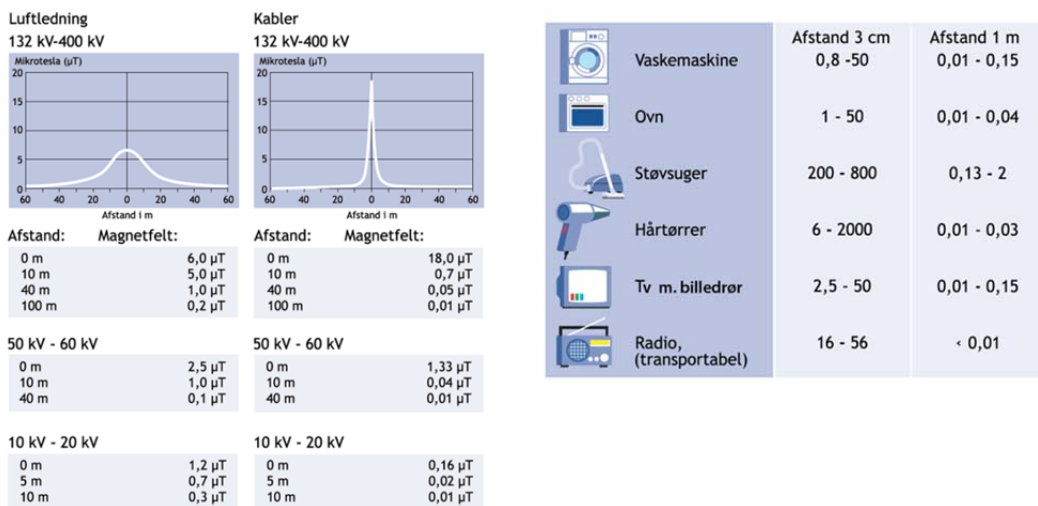 Luftledning
132 kV-400 kV
Mikrotesla (µT)
20
15
10
5
0
60 40 20 0 20 40 60
Afstand i m
Afstand: Magnetfelt:
0 m 6,0 µT
10 m 5,0 µT
40 m 1,0 µT
100 m 0,2 µT
50 kV - 60 kV
0 m 2,5 µT
10 m 1,0 µT
40 m 0,1 µT
10 kV - 20 kV
0 m 1,2 µT
5 m 0,7 µT
10 m 0,3 µT
Kabler
132 kV-400 kV
Mikrotesla (µT)
20
15
10
5
0
60 40 20 0 20 40 60
Afstand i m
Afstand: Magnetfelt:
0 m 18,0 µT
10 m 0,7 µT
40 m 0,05 µT
100 m 0,01 µT
50 kV - 60 kV
0 m 1,33 µT
10 m 0,04 µT
40 m 0,01 µT
10 kV - 20 kV
0 m 0,16 µT
5 m 0,02 µT
10 m 0,01 µT
Afstand 3 cm Afstand 1 m
Vaskemaskine 0,8 -50 0,01 - 0,15
Ovn 1 - 50 0,01 - 0,04
Støvsuger 200 - 800 0,13 - 2
Hårtørrer 6 - 2000 0,01 - 0,03
Tv m. billedrør 2,5 - 50 0,01 - 0,15
Radio, 16 - 56 < 0,01
(transportabel)